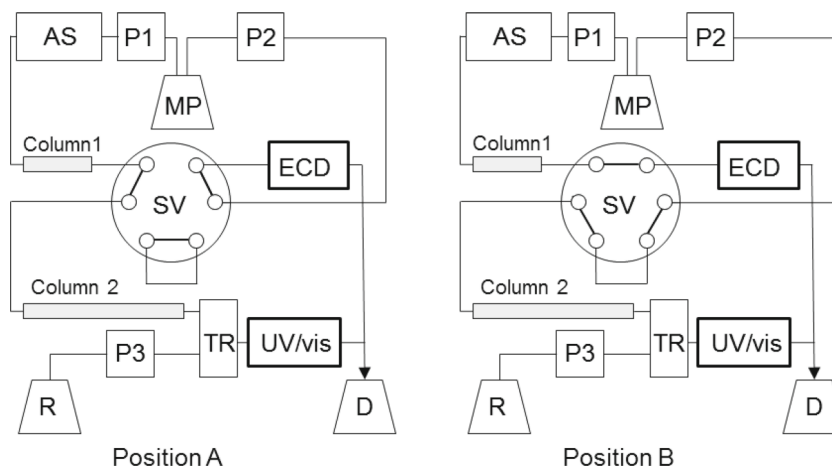 AS P1 P2
MP
Column1
ECD
SV
Column 2
TR UV/vis
P3
R D
Position A
AS P1 P2
MP
Column1
ECD
SV
Column 2
TR UV/vis
P3
R D
Position B